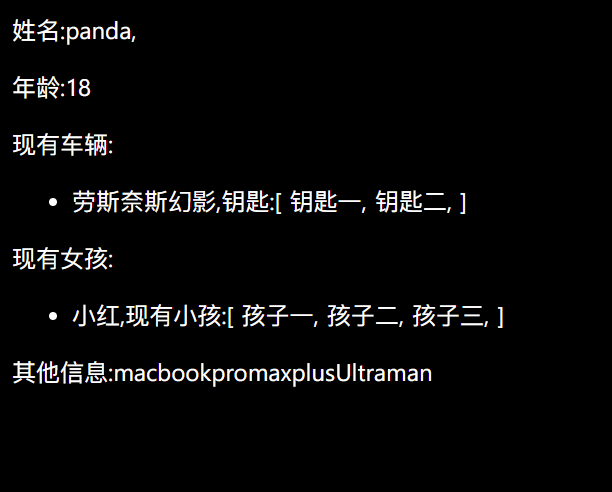 姓名:panda,
年龄:18
现有车辆:
• 劳斯奈斯幻影,钥匙:[ 钥匙一, 钥匙二, ]
现有女孩:
• 小红,现有小孩:[ 孩子一, 孩子二, 孩子三, ]
其他信息:macbookpromaxplusUltraman